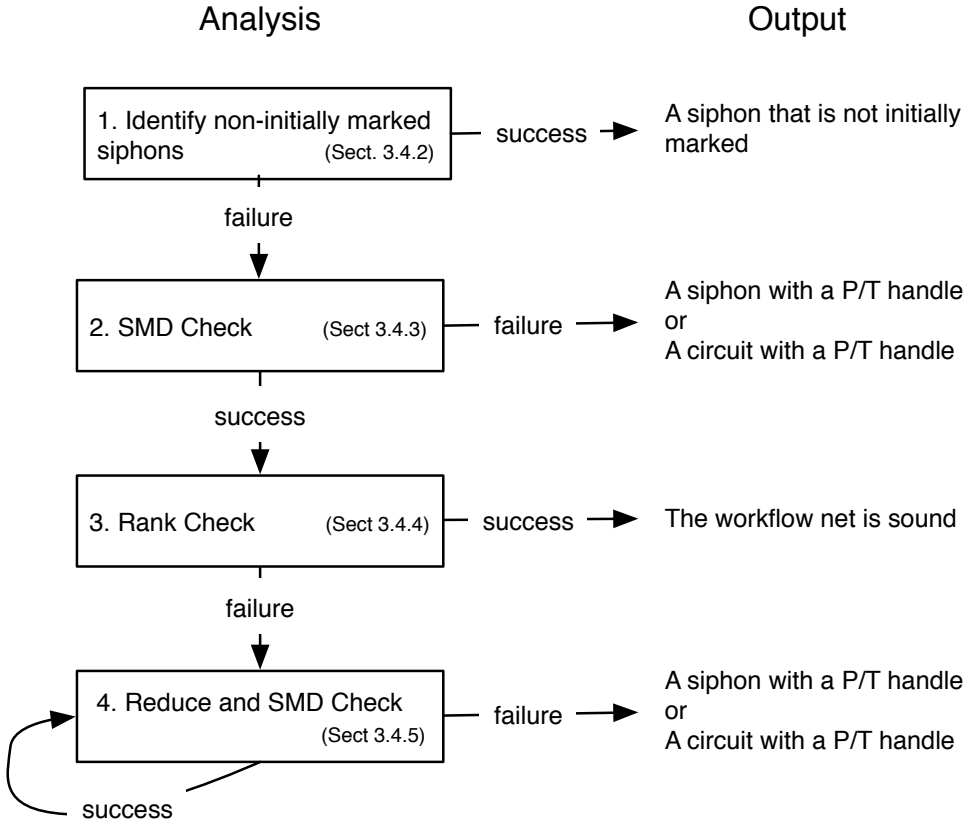 Analysis
Output
1. Identify non-initially marked
siphons (Sect. 3.4.2)
success
A siphon that is not initially
marked
failure
2. SMD Check (Sect 3.4.3)
failure
A siphon with a P/T handle
or
A circuit with a P/T handle
success
3. Rank Check (Sect 3.4.4)
success
The workflow net is sound
failure
4. Reduce and SMD Check
(Sect 3.4.5)
failure
A siphon with a P/T handle
or
A circuit with a P/T handle
success